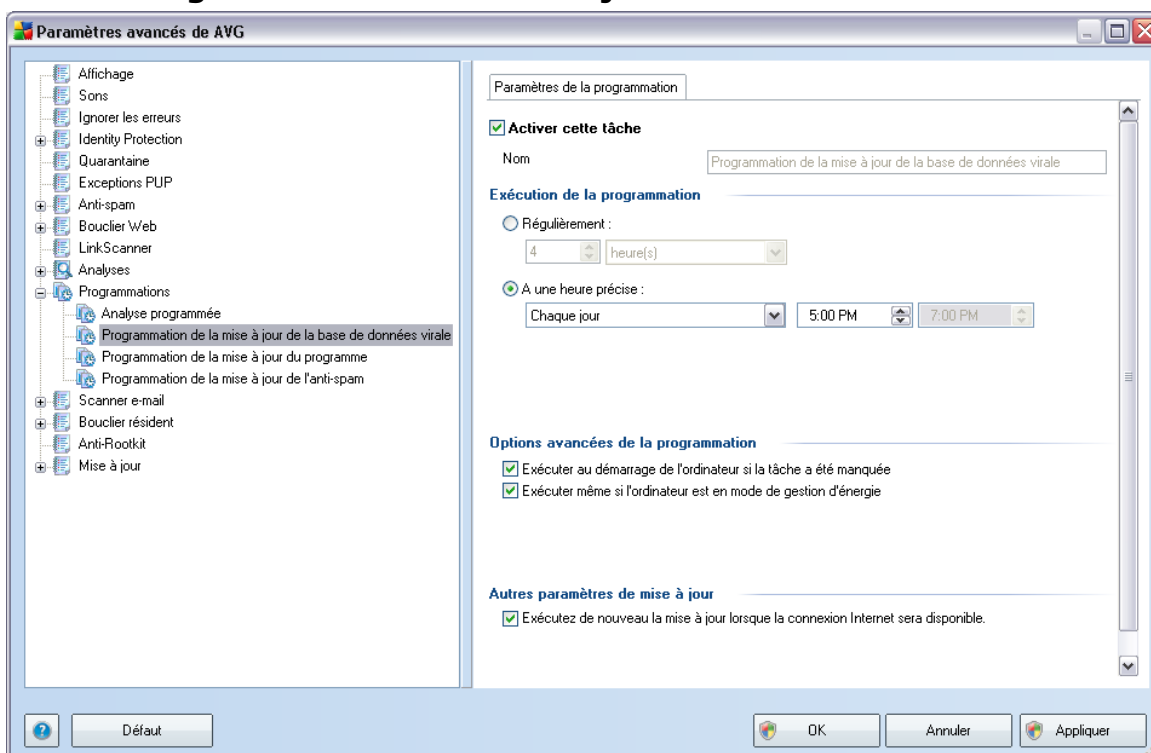 Paramètres avancés de AVG
Affichage
Sons
Ignorer les erreurs
Identity Protection
Quarantaine
Exceptions PUP
Anti-spam
Bouclier Web
LinkScanner
Analyses
Programmations
Analyse programmée
Programmation de la mise à jour de la base de données virale
Programmation de la mise à jour du programme
Programmation de la mise à jour de l'anti-spam
Scanner e-mail
Bouclier résident
Anti-Rootkit
Mise à jour
Paramètres de la programmation
Activer cette tâche
Nom Programmation de la mise à jour de la base de données virale
Exécution de la programmation
Régulièrement :
4 heure(s)
A une heure précise :
Chaque jour 5:00 PM 7:00 PM
Options avancées de la programmation
Exécuter au démarrage de l'ordinateur si la tâche a été manquée
Exécuter même si l'ordinateur est en mode de gestion d'énergie
Autres paramètres de mise à jour
Exécutez de nouveau la mise à jour lorsque la connexion Internet sera disponible.
Défaut OK Annuler Appliquer